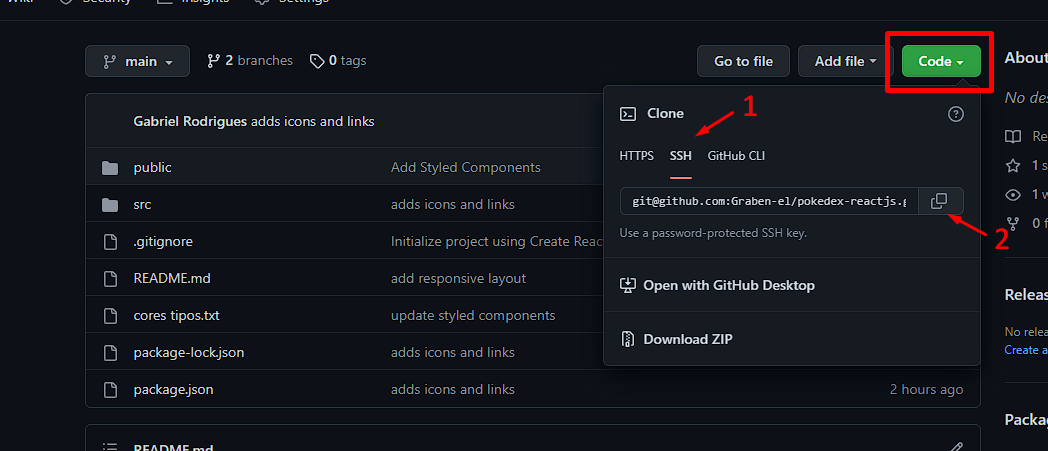 Security
Insights
Settings
main
2 branches
0 tags
Go to file
Add file
Code
About
Gabriel Rodrigues adds icons and links
public
Add Styled Components
src
adds icons and links
.gitignore
Initialize project using Create Reac
README.md
add responsive layout
cores tipos.txt
update styled components
package-lock.json
adds icons and links
package.json
adds icons and links
2 hours ago
README.md
Clone
1
HTTPS
SSH
GitHub CLI
git@github.com:Graben-el/pokedex-reactjs.g
2
Use a password-protected SSH key.
Open with GitHub Desktop
Download ZIP
No des
Re
1 s
1 w
0 f
Releas
No relea
Create a
Packag